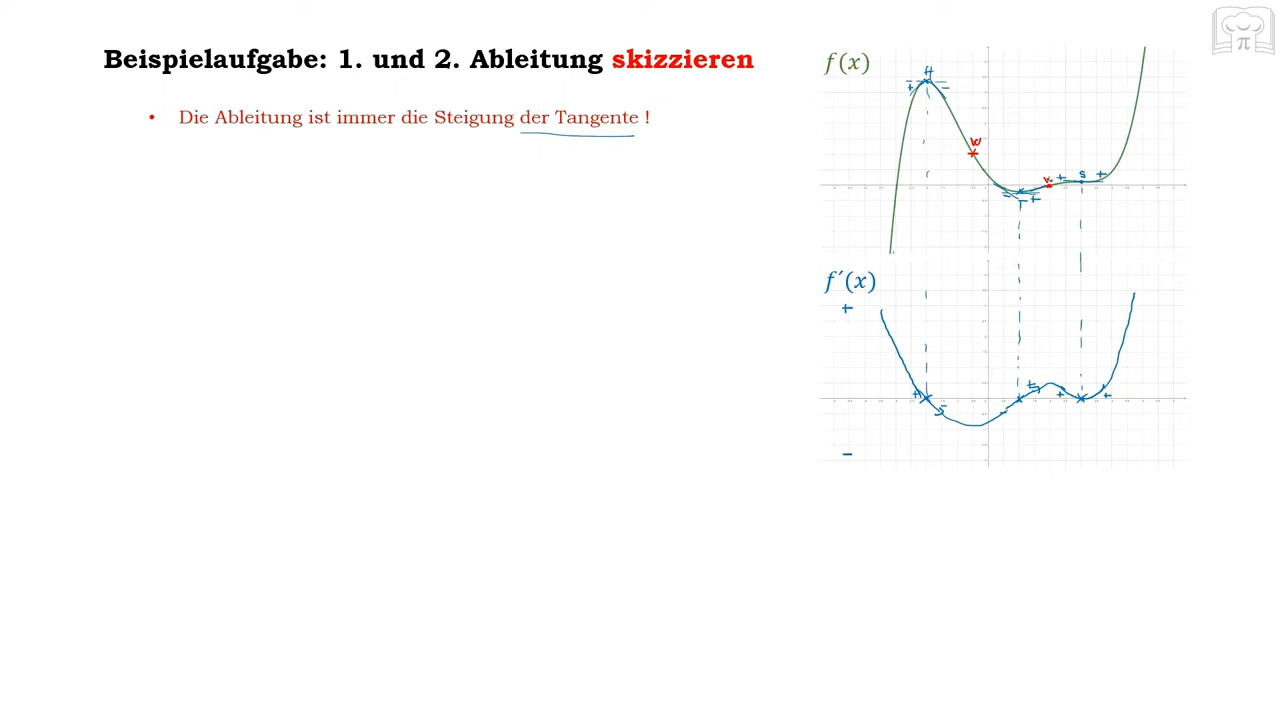 Beispielaufgabe: 1. und 2. Ableitung skizzieren
• Die Ableitung ist immer die Steigung der Tangente !
f(x)
H
+ −
W
W + S +
− T +
f′(x)
+
+ − − + + +
−
π